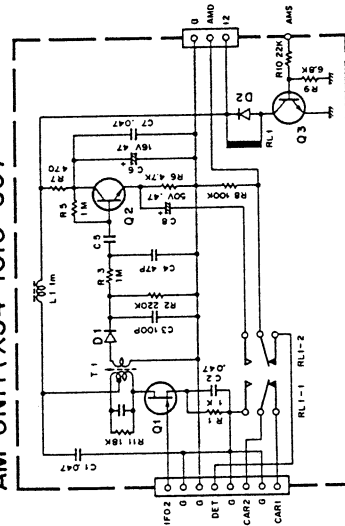 AM UNIT
G
AMD
12
AMS
R10 22K
R9
6.8K
D2
Q3
RL1
C7 .047
C6
16V .47
R7
470
R5
1M
Q2
R6 4.7K
50V .47
C8
R8 100K
L1 1m
C5
R3
1M
C4 47P
D1
R2 220K
C3 100P
T1
R11 18K
Q1
C2
.047
1K
R1
C1 .047
RL1-2
RL1-1
IFO2
G
G
DET
G
CAR2
G
CAR1